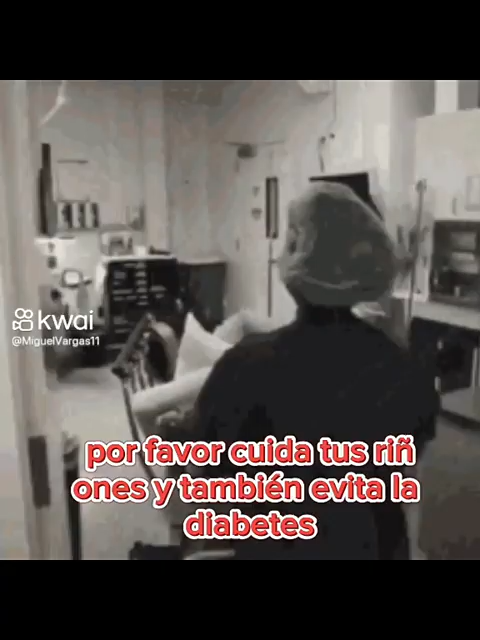 kwai
@MiguelVargas11
por favor cuida tus riñ
ones y también evita la
diabetes